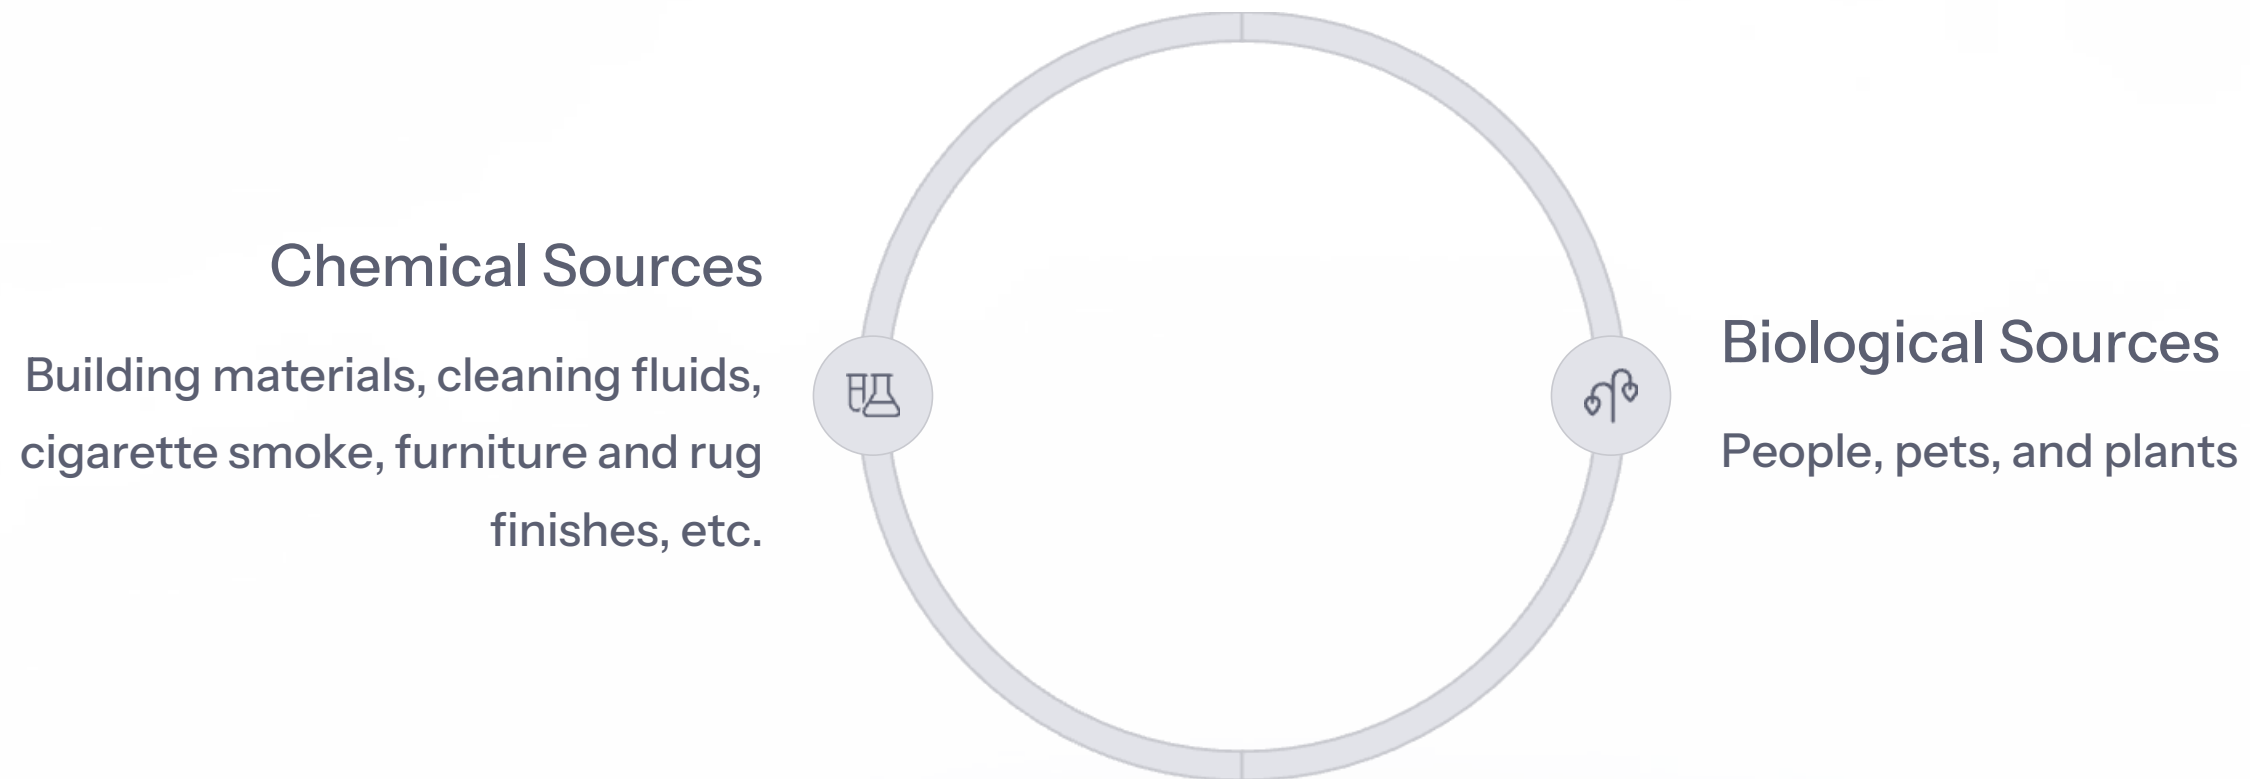 Chemical Sources
Building materials, cleaning fluids,
cigarette smoke, furniture and rug
finishes, etc.
Biological Sources
People, pets, and plants